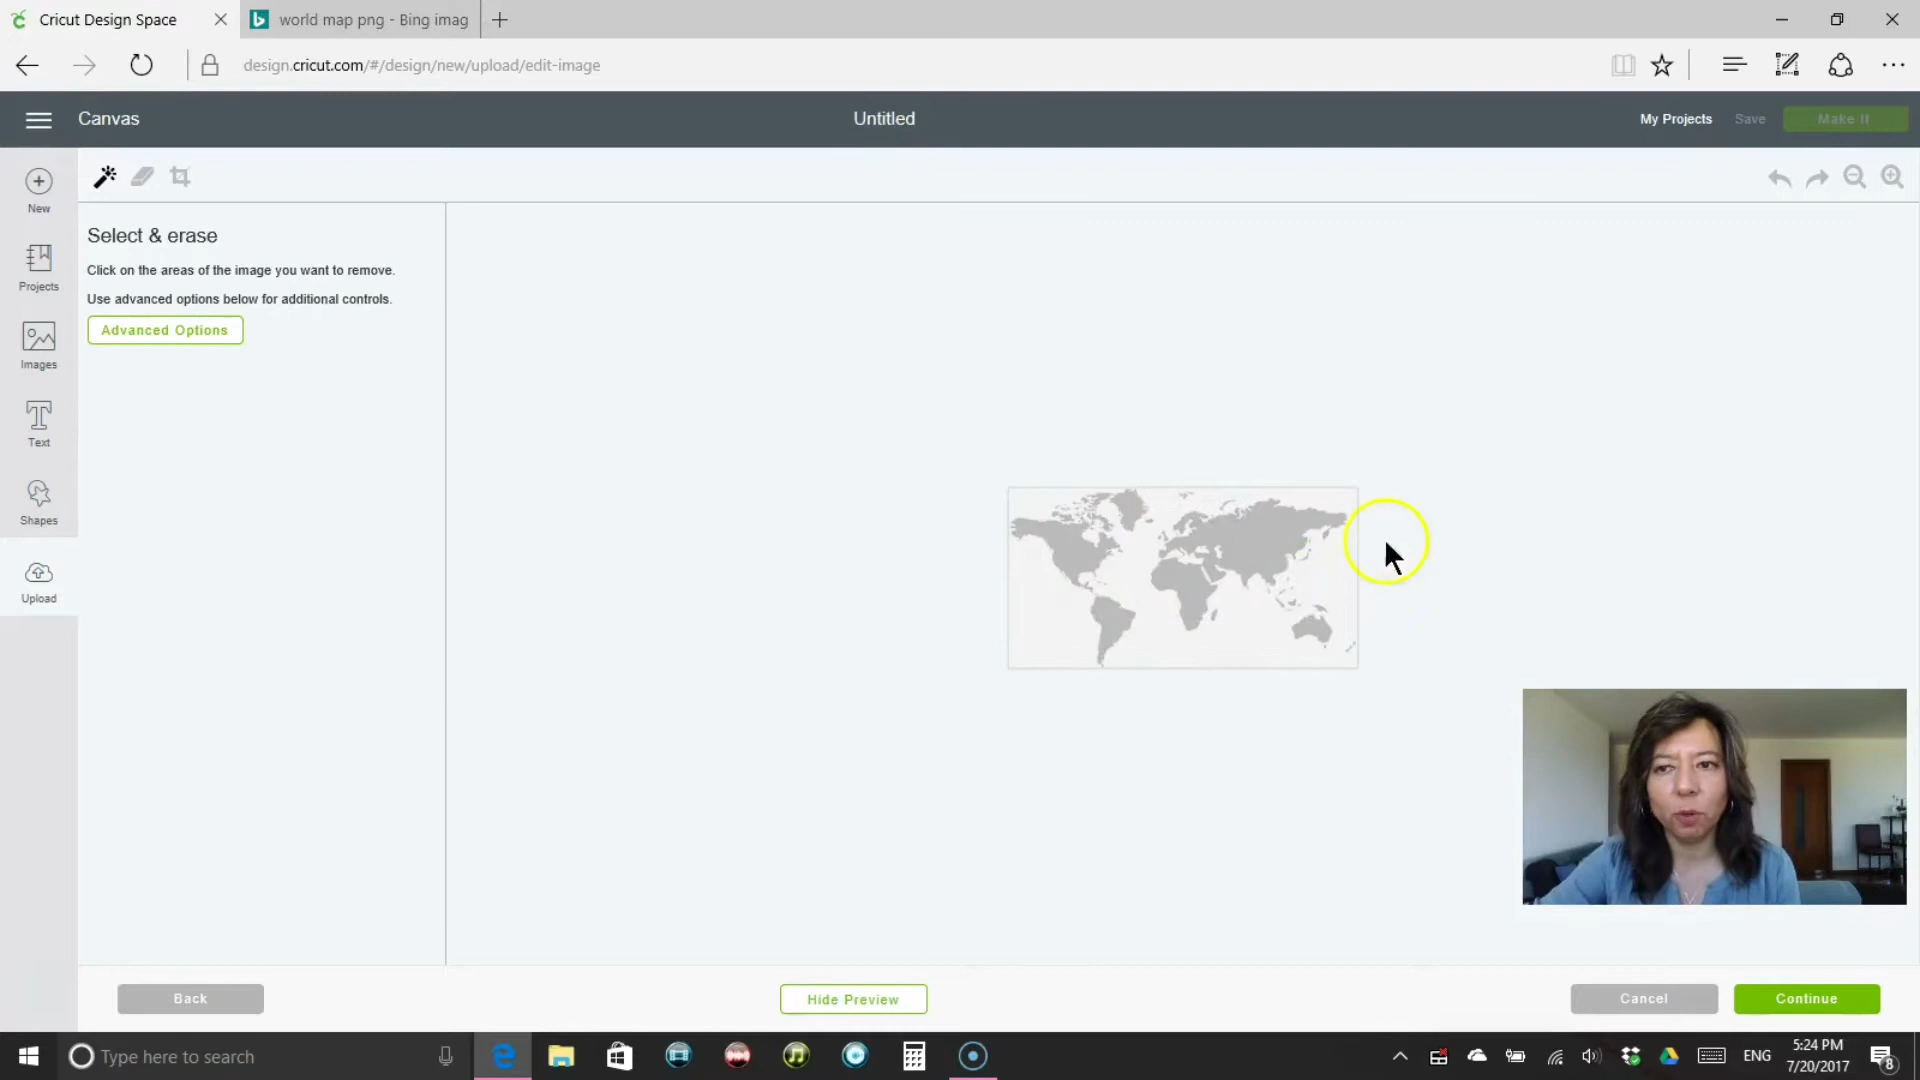 Cricut Design Space
world map png - Bing imag
design.cricut.com/#/design/new/upload/edit-image
Canvas
Untitled
My Projects
Save
Make It
New
Projects
Images
Text
Shapes
Upload
Select & erase
Click on the areas of the image you want to remove.
Use advanced options below for additional controls.
Advanced Options
Back
Hide Preview
Cancel
Continue
Type here to search
ENG
5:24 PM
7/20/2017
8